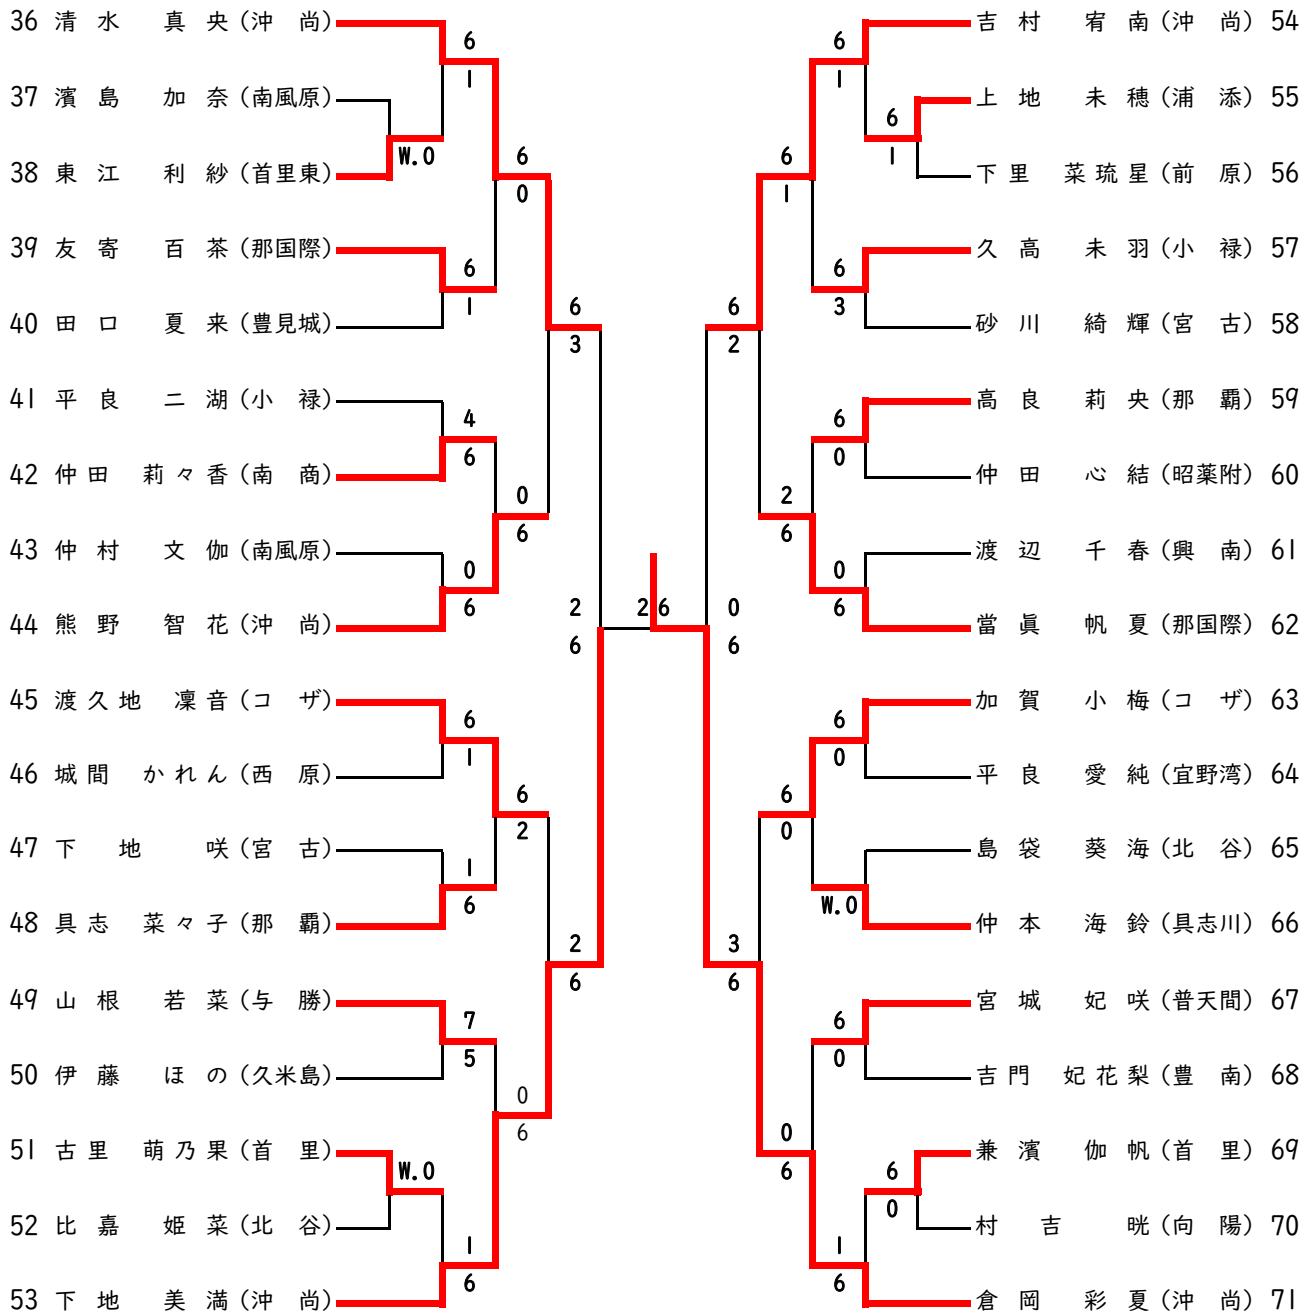 36 清水 真央 (沖 尚)
37 濱島 加奈 (南風原)
38 東江 利紗 (首里東)
39 友寄 百茶 (那国際)
40 田口 夏来 (豊見城)
41 平良 二湖 (小 禄)
42 仲田 莉々香 (南 商)
43 仲村 文伽 (南風原)
44 熊野 智花 (沖 尚)
45 渡久地 凜音 (コ ザ)
46 城間 かれん (西 原)
47 下地 咲 (宮 古)
48 具志 菜々子 (那 覇)
49 山根 若菜 (与 勝)
50 伊藤 ほの (久米島)
51 古里 萌乃果 (首 里)
52 比嘉 姫菜 (北 谷)
53 下地 美満 (沖 尚)
6
1
W.O
6
1
4
6
0
6
6
1
1
6
7
5
W.O
1
6
6
0
0
6
6
2
0
6
6
3
2
6
2
6
2 6
0
6
6
2
3
6
6
1
2
6
6
0
0
6
6
1
6
1
6
3
6
0
0
6
6
0
W.O
6
0
6
0
1
6
吉村 宥南 (沖 尚) 54
上地 未穂 (浦 添) 55
下里 菜琉星 (前 原) 56
久高 未羽 (小 禄) 57
砂川 綺輝 (宮 古) 58
高良 莉央 (那 覇) 59
仲田 心結 (昭薬附) 60
渡辺 千春 (興 南) 61
當眞 帆夏 (那国際) 62
加賀 小梅 (コ ザ) 63
平良 愛純 (宜野湾) 64
島袋 葵海 (北 谷) 65
仲本 海鈴 (具志川) 66
宮城 妃咲 (普天間) 67
吉門 妃花梨 (豊 南) 68
兼濱 伽帆 (首 里) 69
村吉 晄 (向 陽) 70
倉岡 彩夏 (沖 尚) 71